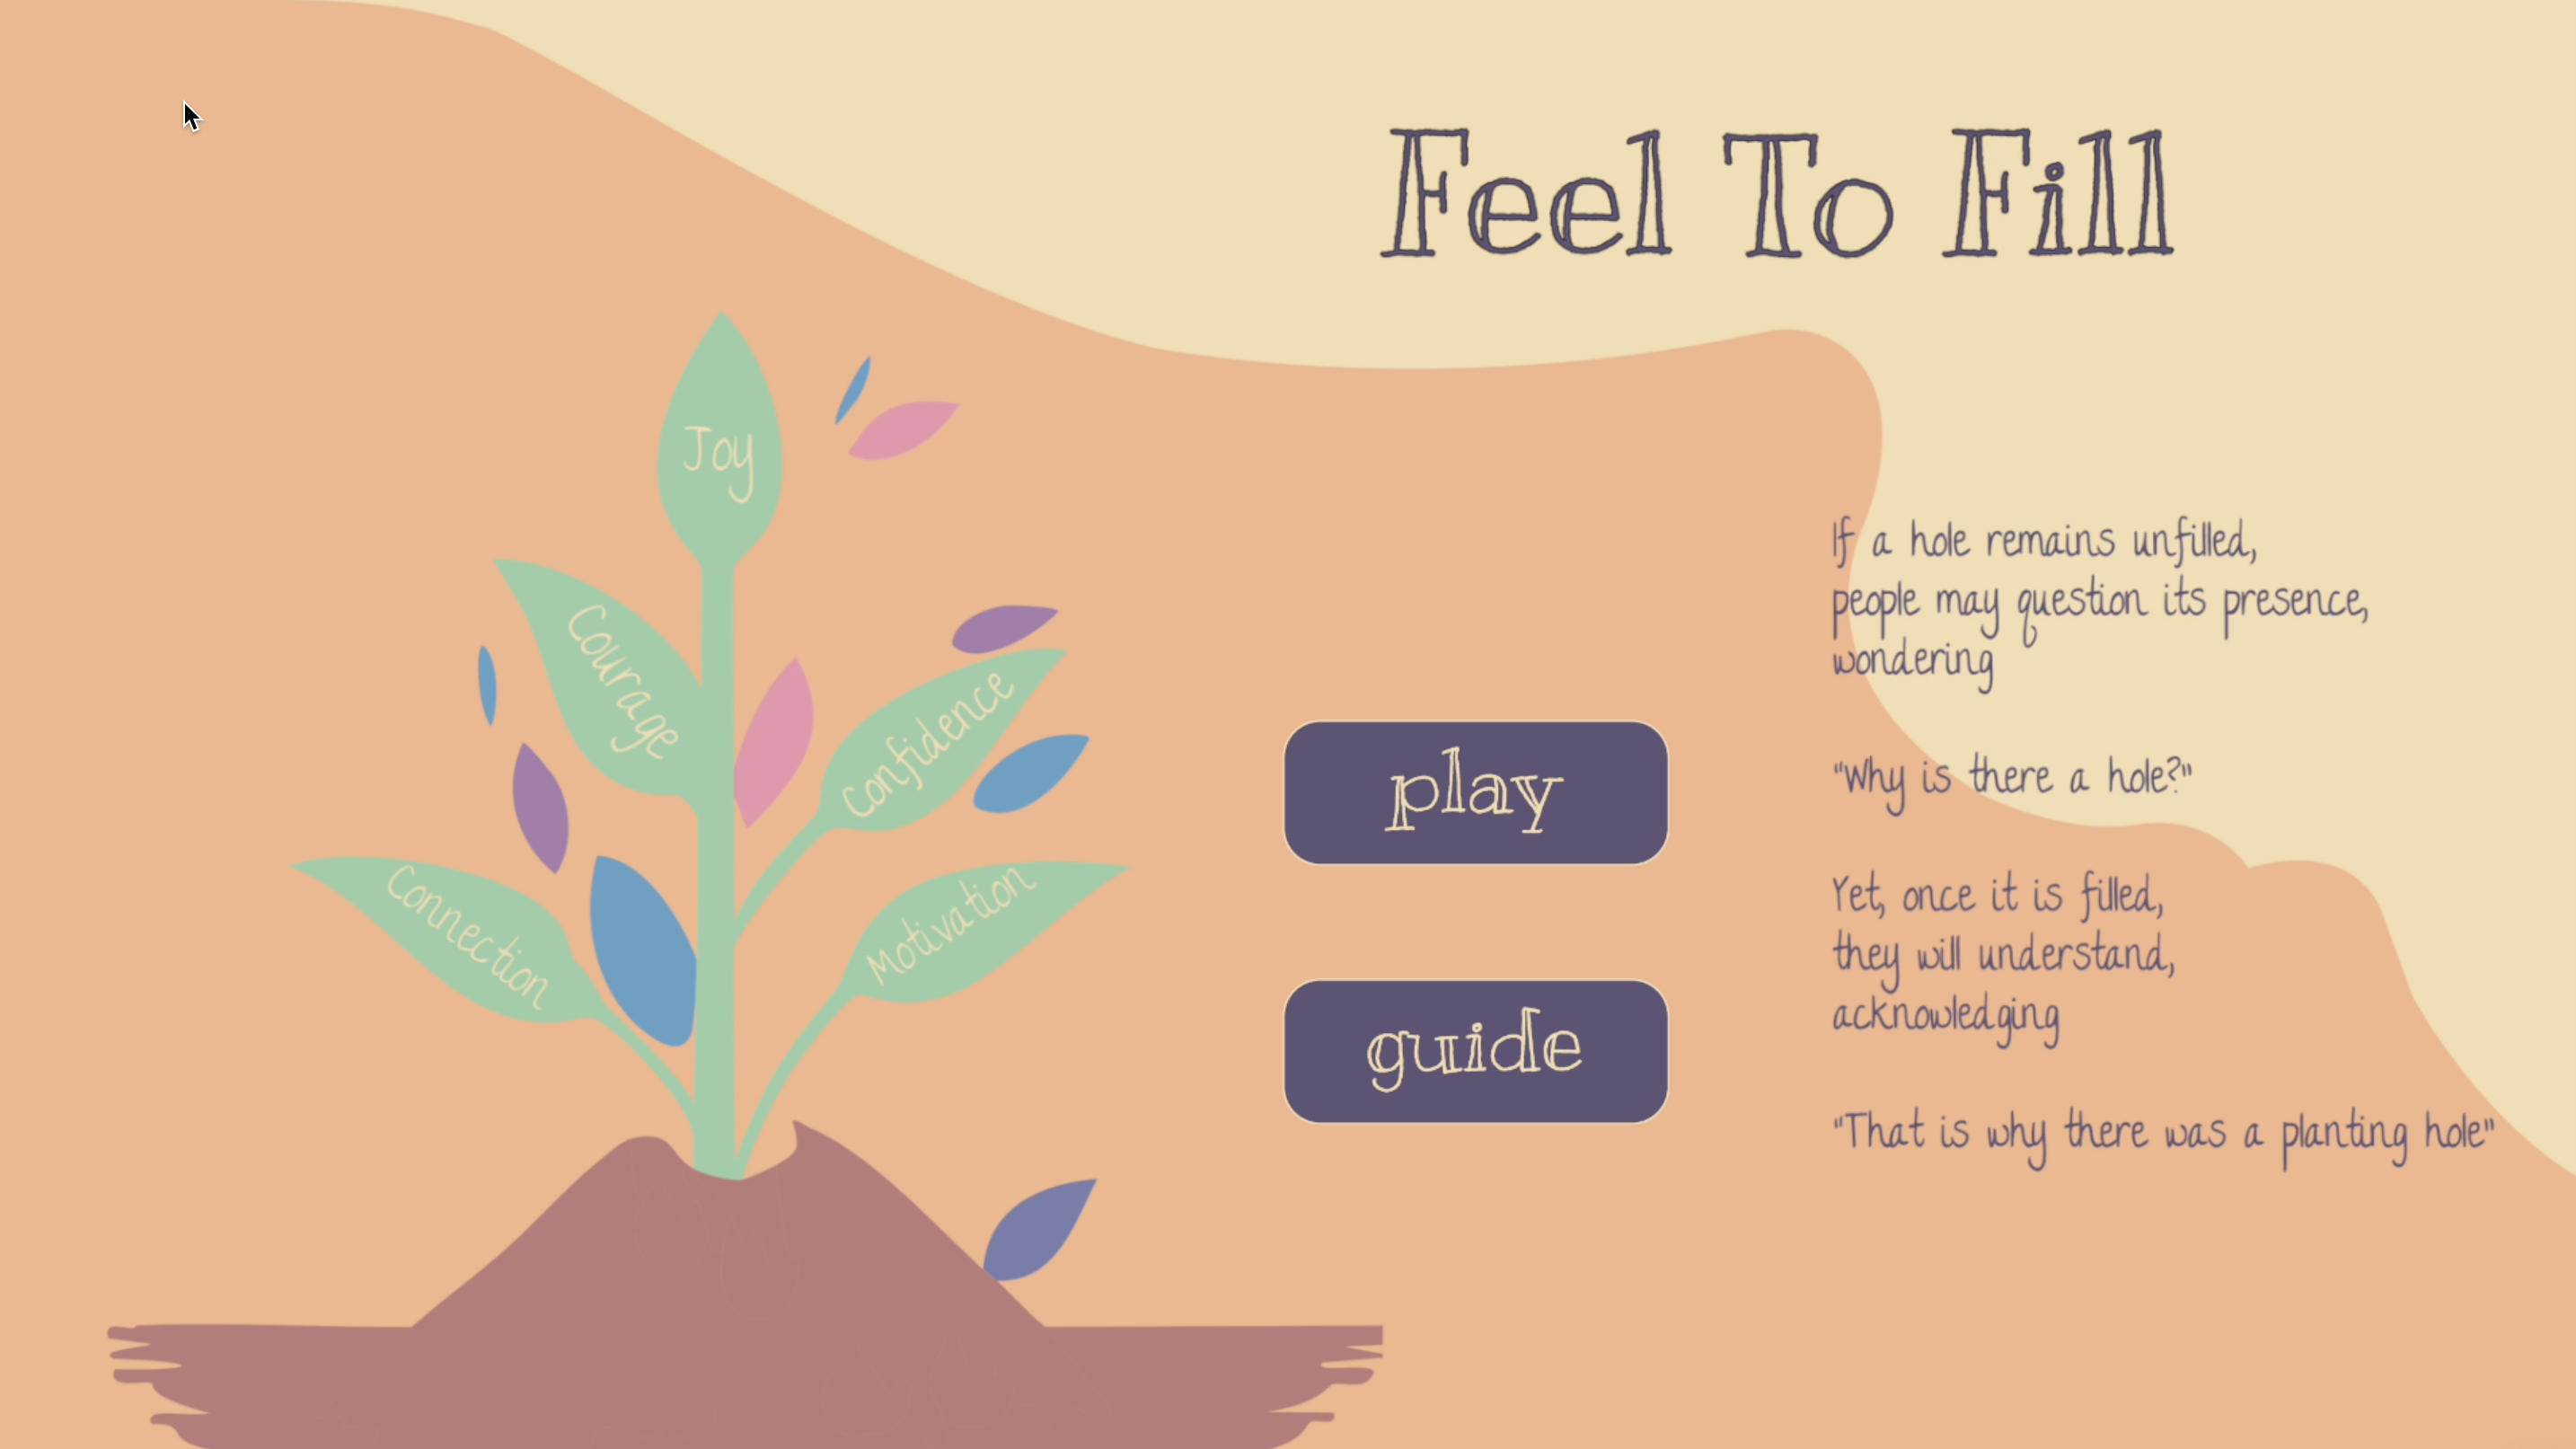 Feel To Fill
Joy
Courage
Confidence
Connection
Motivation
play
guide
If a hole remains unfilled,
people may question its presence,
wondering
"Why is there a hole?"
Yet, once it is filled,
they will understand,
acknowledging
"That is why there was a planting hole"